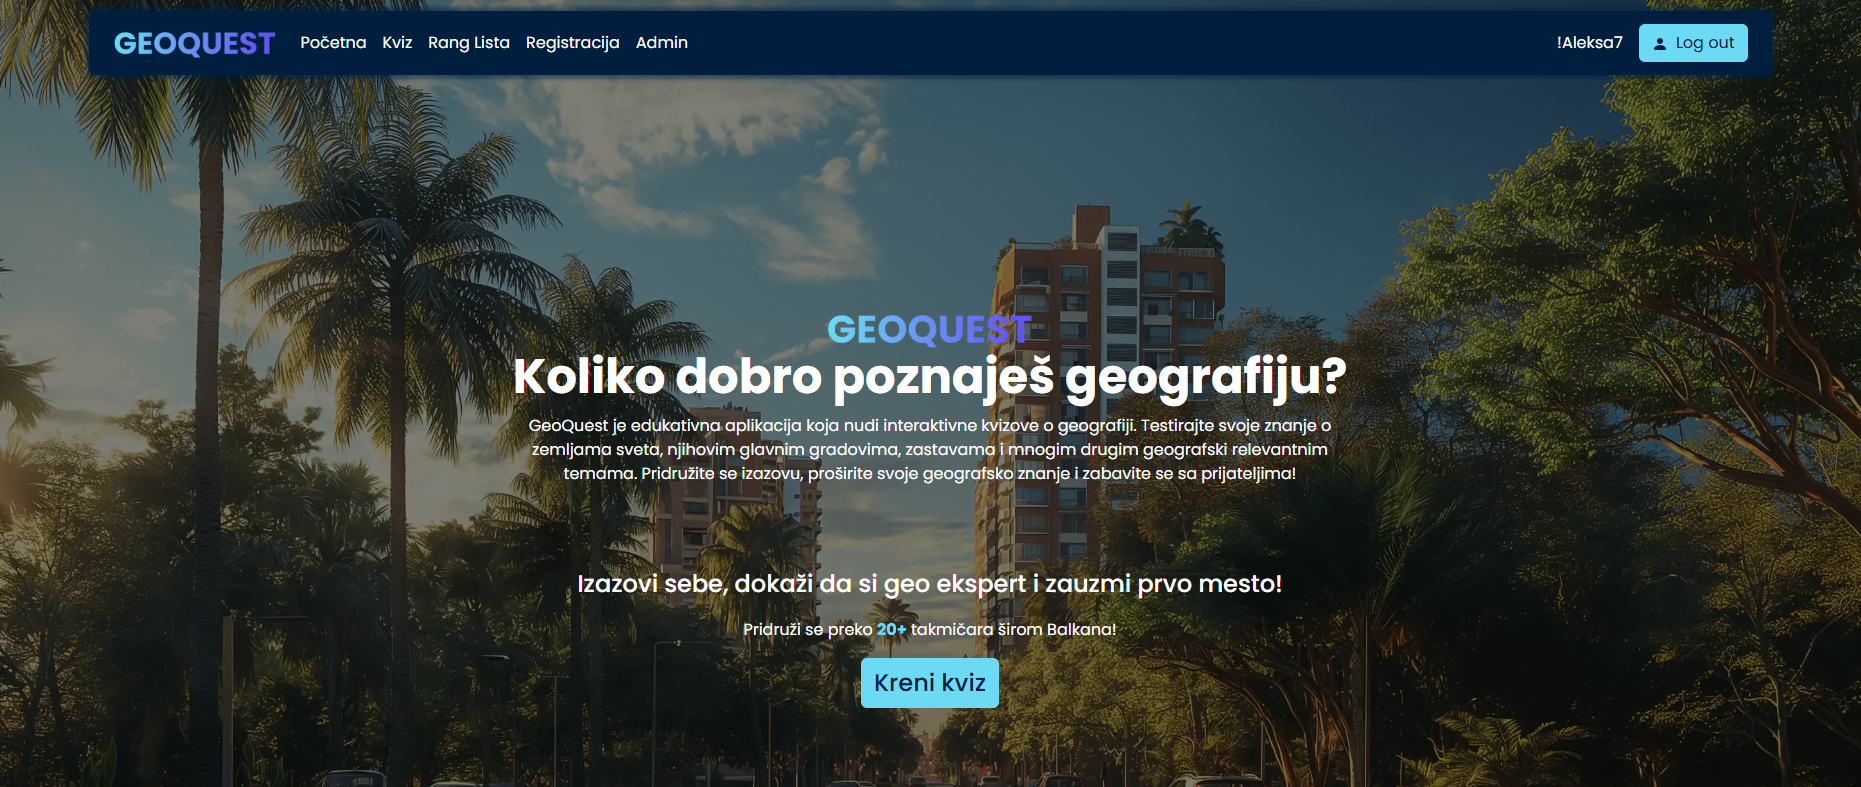 GEOQUEST Početna Kviz Rang Lista Registracija Admin !Aleksa7 Log out
GEOQUEST
Koliko dobro poznaješ geografiju?
GeoQuest je edukativna aplikacija koja nudi interaktivne kvizove o geografiji. Testirajte svoje znanje o
zemljama sveta, njihovim glavnim gradovima, zastavama i mnogim drugim geografski relevantnim
temama. Pridružite se izazovu, proširite svoje geografsko znanje i zabavite se sa prijateljima!
Izazovi sebe, dokaži da si geo ekspert i zauzmi prvo mesto!
Pridruži se preko 20+ takmičara širom Balkana!
Kreni kviz